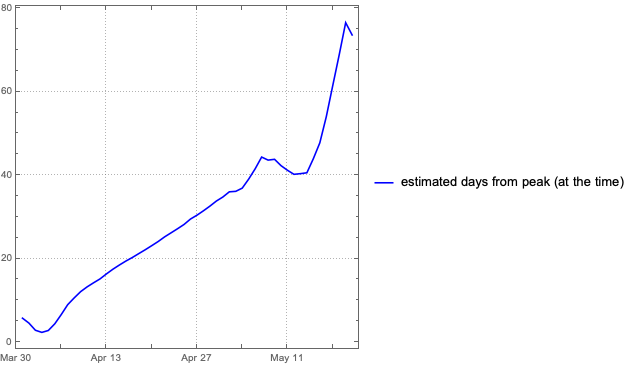 80
60
40
20
0
Mar 30
Apr 13
Apr 27
May 11
estimated days from peak (at the time)